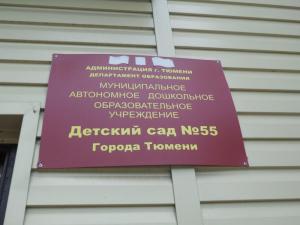 АДМИНИСТРАЦИЯ г. ТЮМЕНИ
ДЕПАРТАМЕНТ ОБРАЗОВАНИЯ
МУНИЦИПАЛЬНОЕ
АВТОНОМНОЕ ДОШКОЛЬНОЕ
ОБРАЗОВАТЕЛЬНОЕ
УЧРЕЖДЕНИЕ
Детский сад №55
Города Тюмени